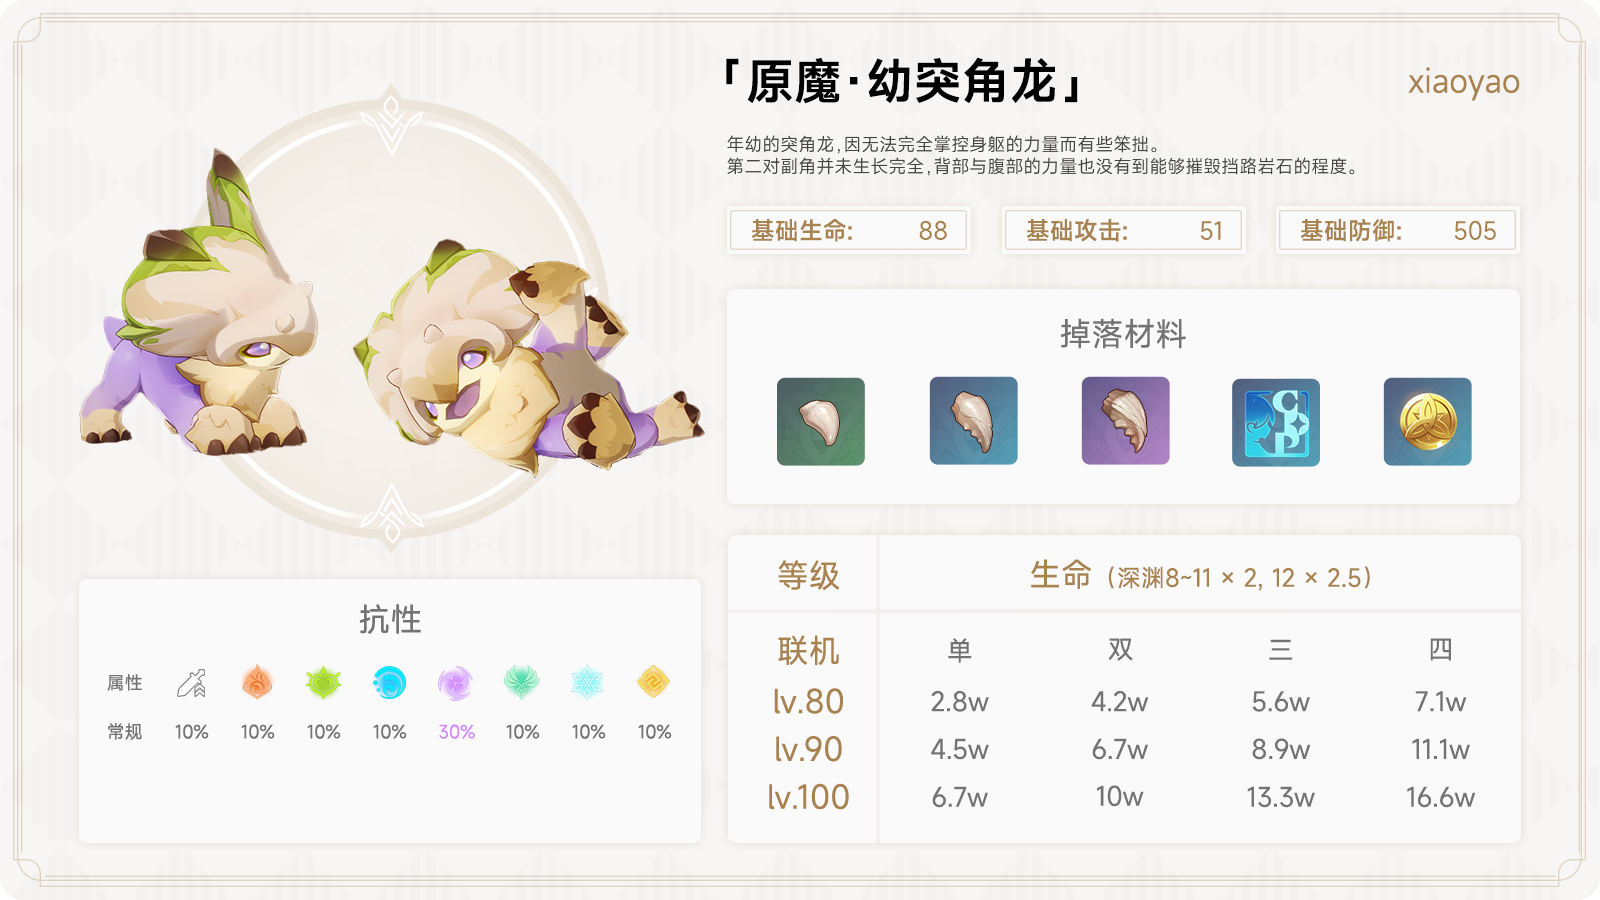 「原魔·幼突角龙」
xiaoyao
年幼的突角龙,因无法完全掌控身躯的力量而有些笨拙。
第二对副角并未生长完全,背部与腹部的力量也没有到能够摧毁挡路岩石的程度。
基础生命: 88
基础攻击: 51
基础防御: 505
掉落材料
抗性
属性
常规 10% 10% 10% 10% 30% 10% 10% 10%
等级 生命 (深渊8~11 × 2, 12 × 2.5)
联机 单 双 三 四
lv.80 2.8w 4.2w 5.6w 7.1w
lv.90 4.5w 6.7w 8.9w 11.1w
lv.100 6.7w 10w 13.3w 16.6w